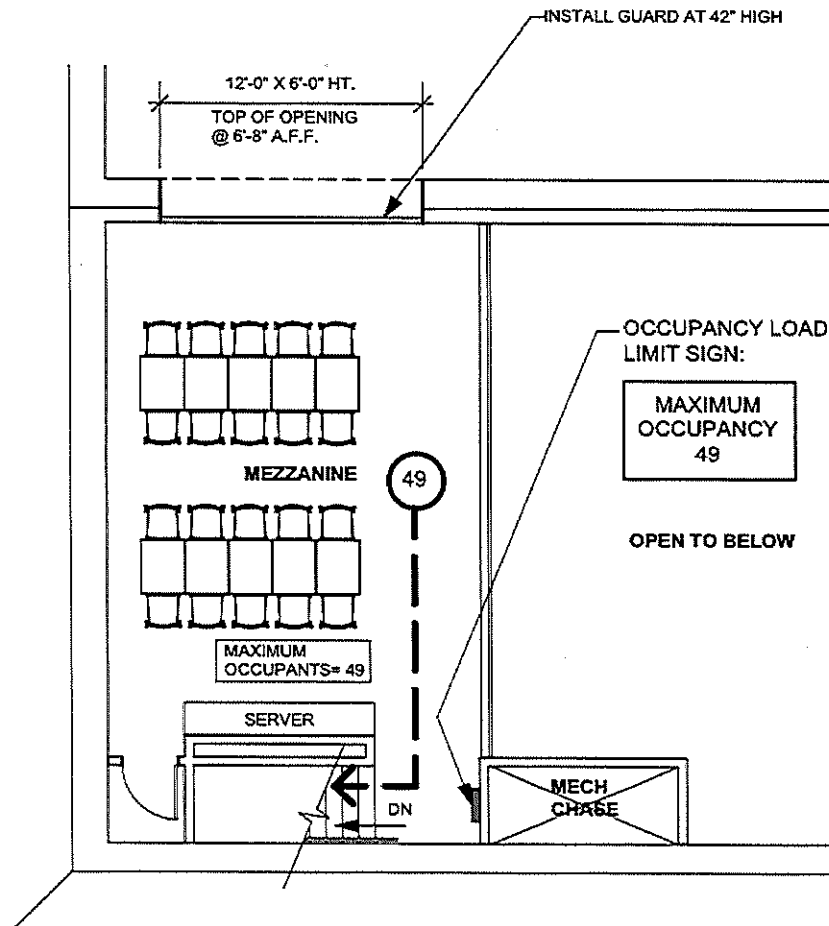 INSTALL GUARD AT 42" HIGH
12'-0" X 6'-0" HT.
TOP OF OPENING
@ 6'-8" A.F.F.
OCCUPANCY LOAD
LIMIT SIGN:
MAXIMUM
OCCUPANCY
49
MEZZANINE
49
OPEN TO BELOW
MAXIMUM
OCCUPANTS= 49
SERVER
DN
MECH
CHASE